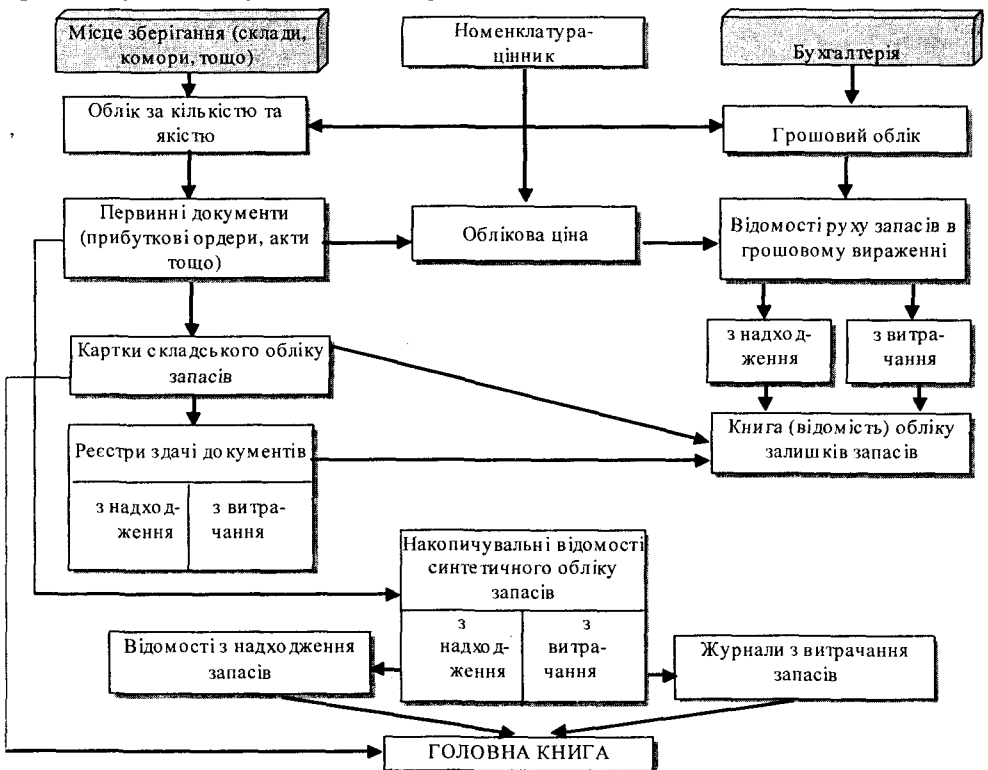 Місце зберігання (склади,
комори, тощо)
Номенклатура-
цінник
Бухгалтерія
Облік за кількістю та
якістю
Грошовий облік
Первинні документи
(прибуткові ордери, акти
тощо)
Облікова ціна
Відомості руху запасів в
грошовому вираженні
з надход-
ження
з витра-
чання
Картки складського обліку
запасів
Книга (відомість) обліку
залишків запасів
Реєстри здачі документів
з надход-
ження
з витра-
чання
Накопичувальні відомості
синтетичного обліку
запасів
з
надход-
ження
з
витра-
чання
Відомості з надходження
запасів
Журнали з витрачання
запасів
ГОЛОВНА КНИГА